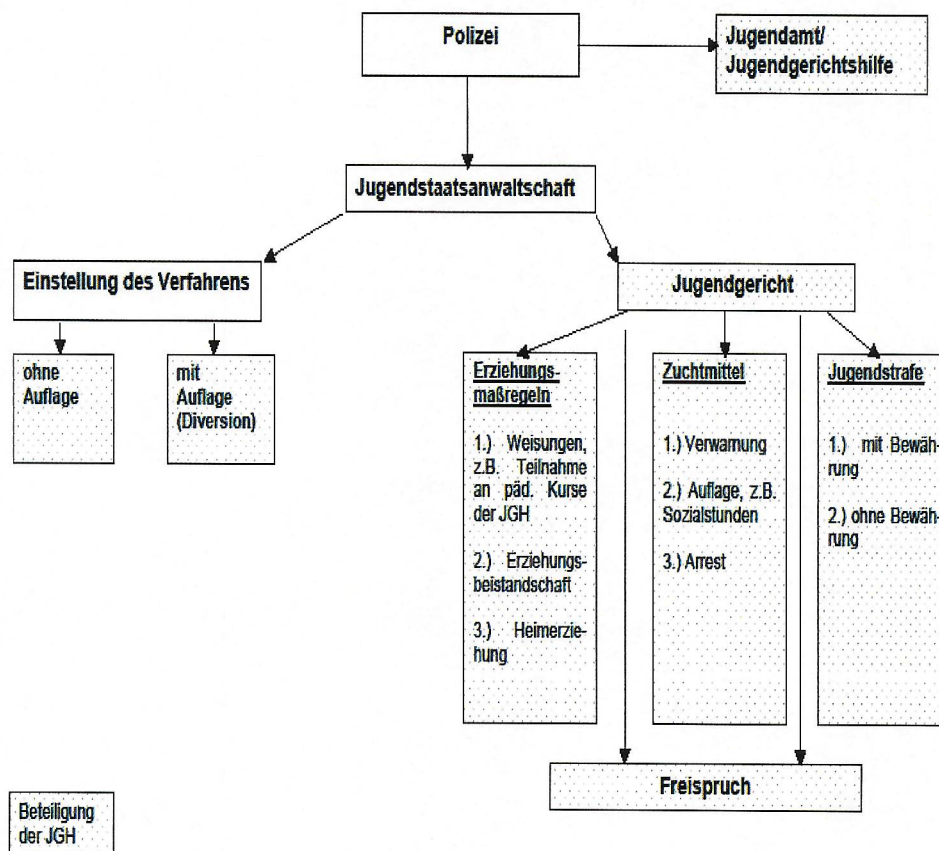 Polizei
Jugendamt/
Jugendgerichtshilfe
Jugendstaatsanwaltschaft
Einstellung des Verfahrens
Jugendgericht
ohne
Auflage
mit
Auflage
(Diversion)
Erziehungs-
maßregeln
1.) Weisungen,
z.B. Teilnahme
an päd. Kurse
der JGH
2.) Erziehungs-
beistandschaft
3.) Heimerzie-
hung
Zuchtmittel
1.) Verwarnung
2.) Auflage, z.B.
Sozialstunden
3.) Arrest
Jugendstrafe
1.) mit Bewäh-
rung
2.) ohne Bewäh-
rung
Freispruch
Beteiligung
der JGH